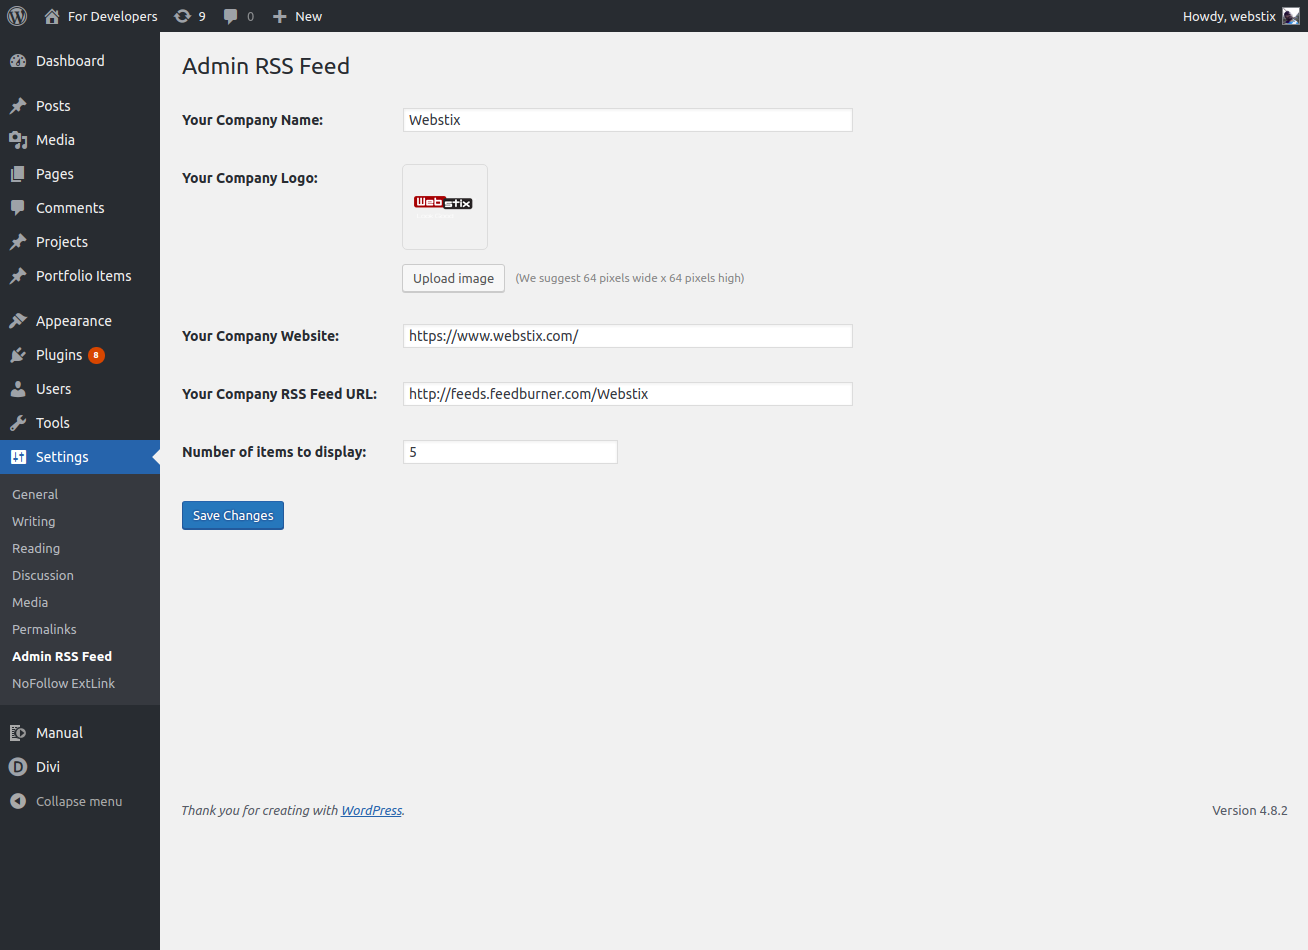 For Developers 9 0 New Howdy, webstix
Dashboard
Posts
Media
Pages
Comments
Projects
Portfolio Items
Appearance
Plugins 8
Users
Tools
Settings
General
Writing
Reading
Discussion
Media
Permalinks
Admin RSS Feed
NoFollow ExtLink
Manual
Divi
Collapse menu
Admin RSS Feed
Your Company Name: Webstix
Your Company Logo: Webstix
Upload image (We suggest 64 pixels wide x 64 pixels high)
Your Company Website: https://www.webstix.com/
Your Company RSS Feed URL: http://feeds.feedburner.com/Webstix
Number of items to display: 5
Save Changes
Thank you for creating with WordPress. Version 4.8.2